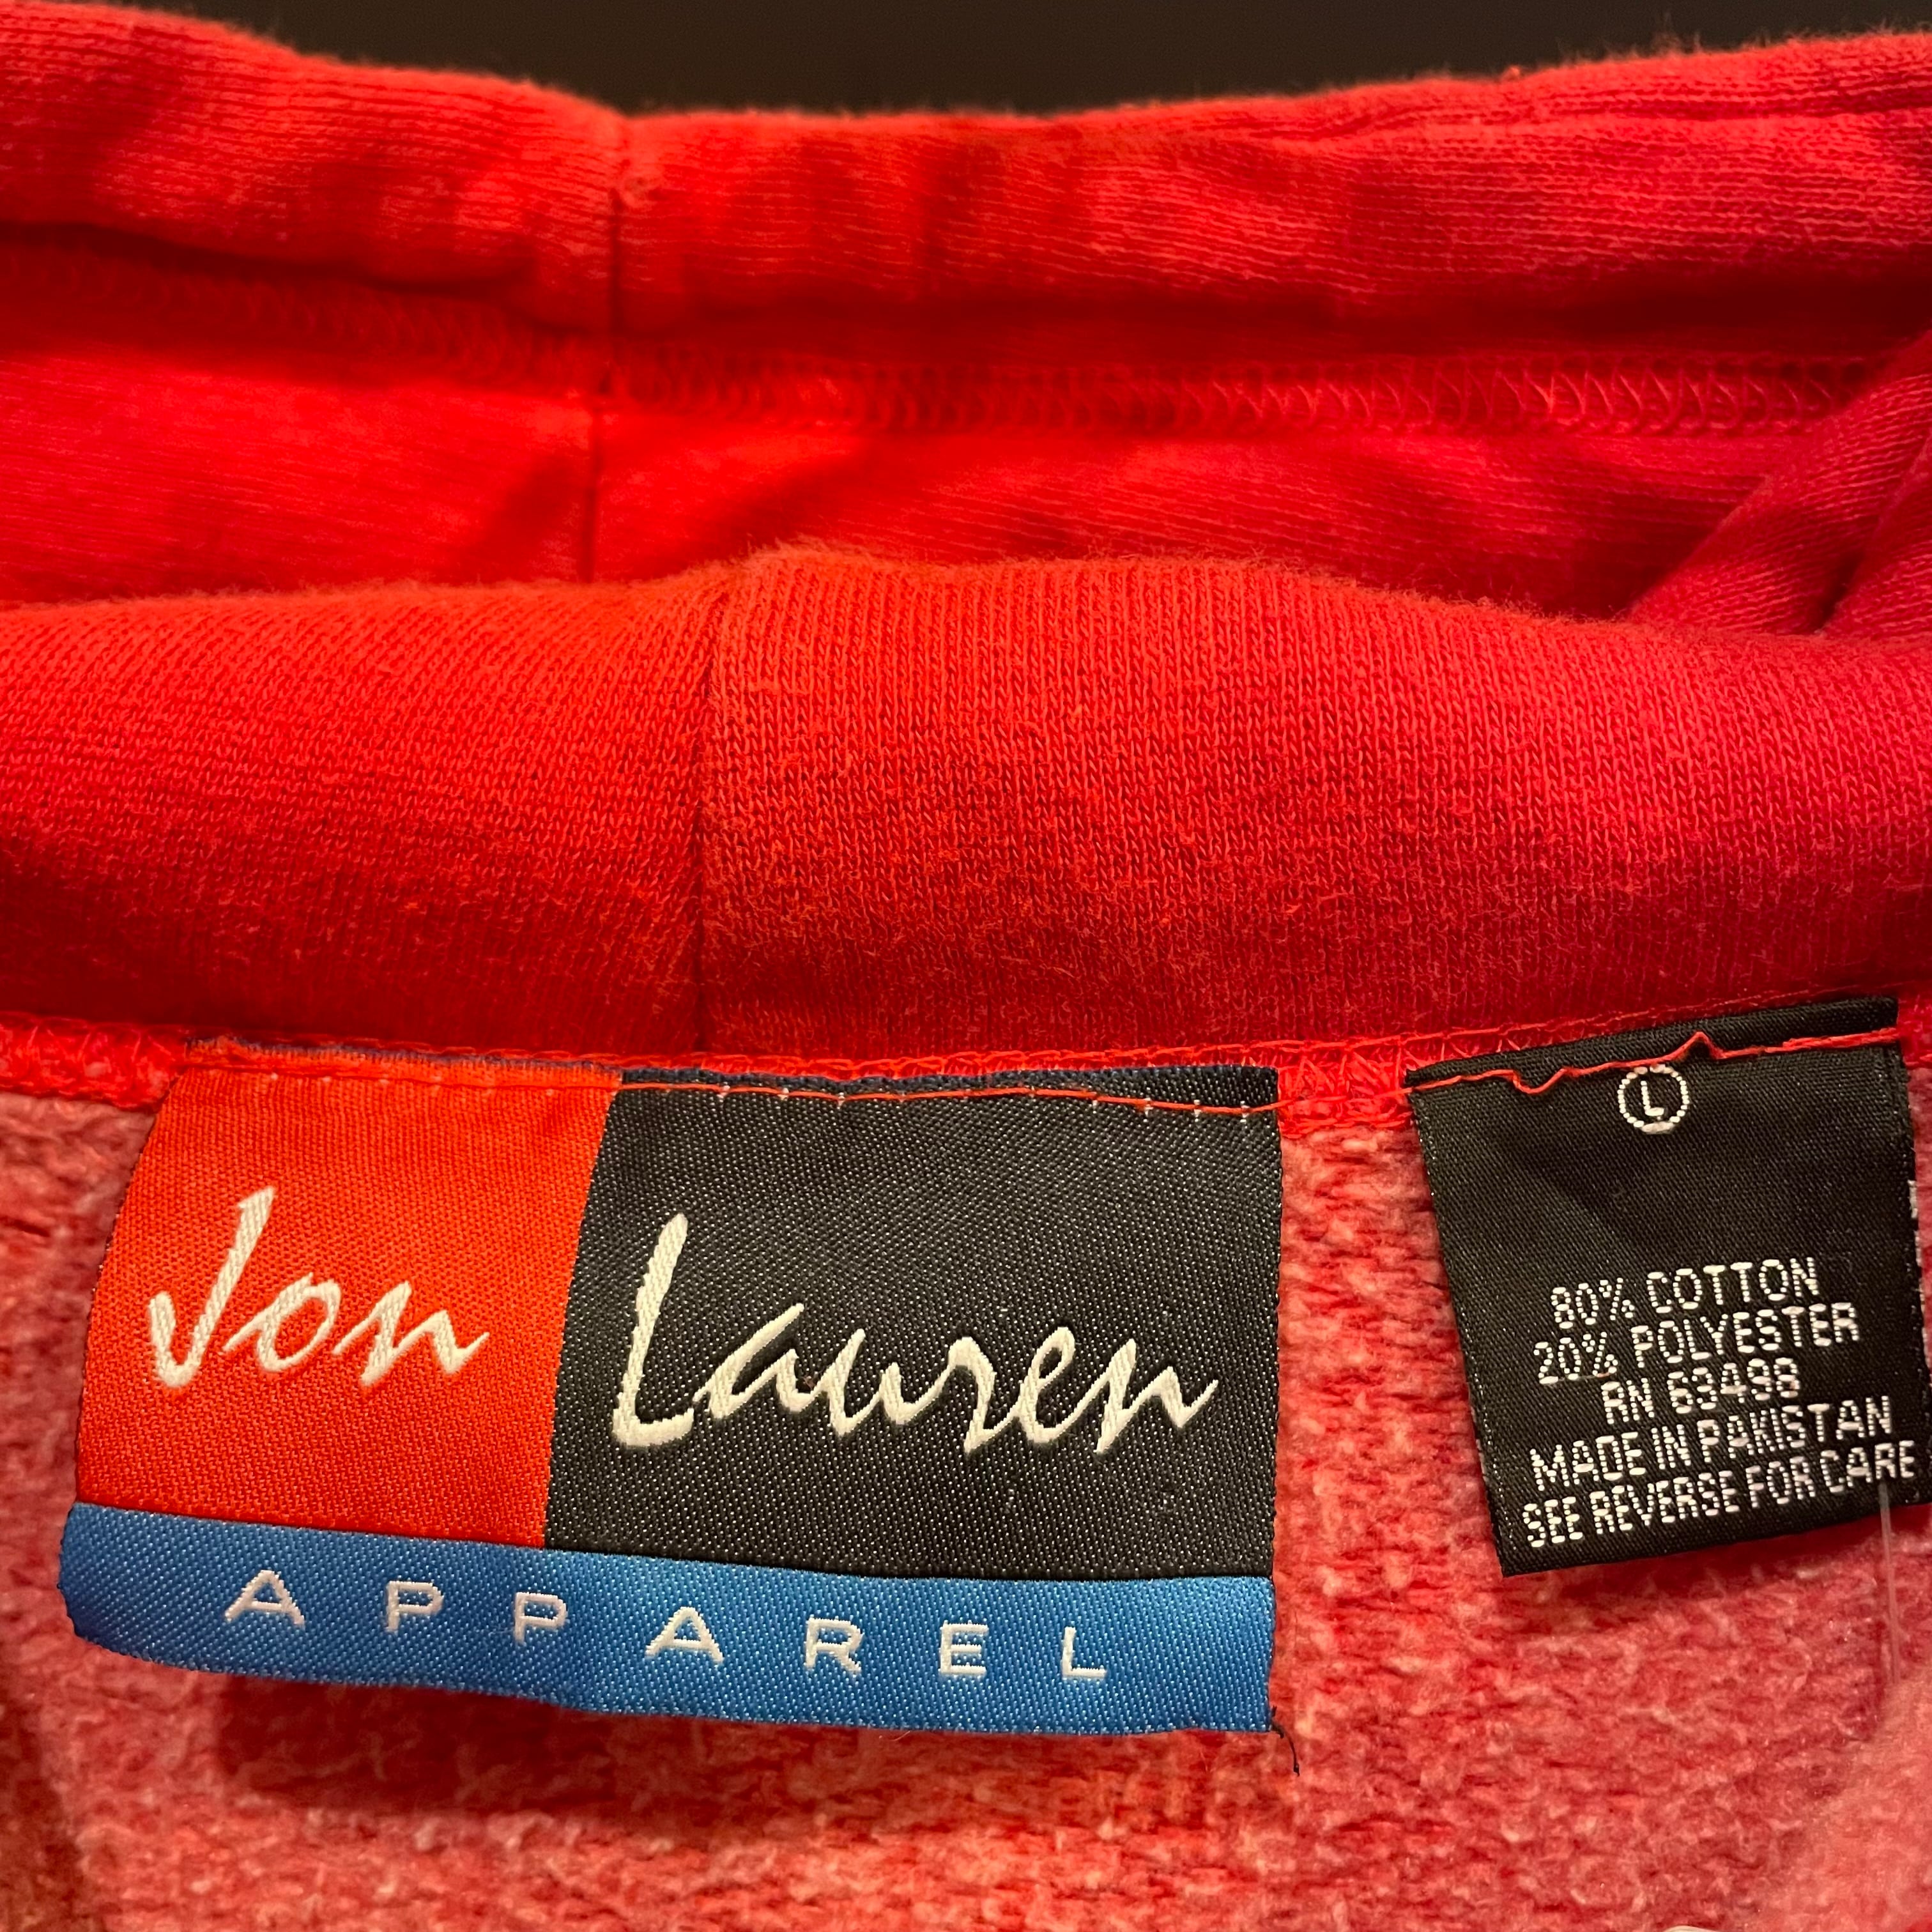 Jon Lauren
APPAREL
L
80% COTTON
20% POLYESTER
RN 63498
MADE IN PAKISTAN
SEE REVERSE FOR CARE